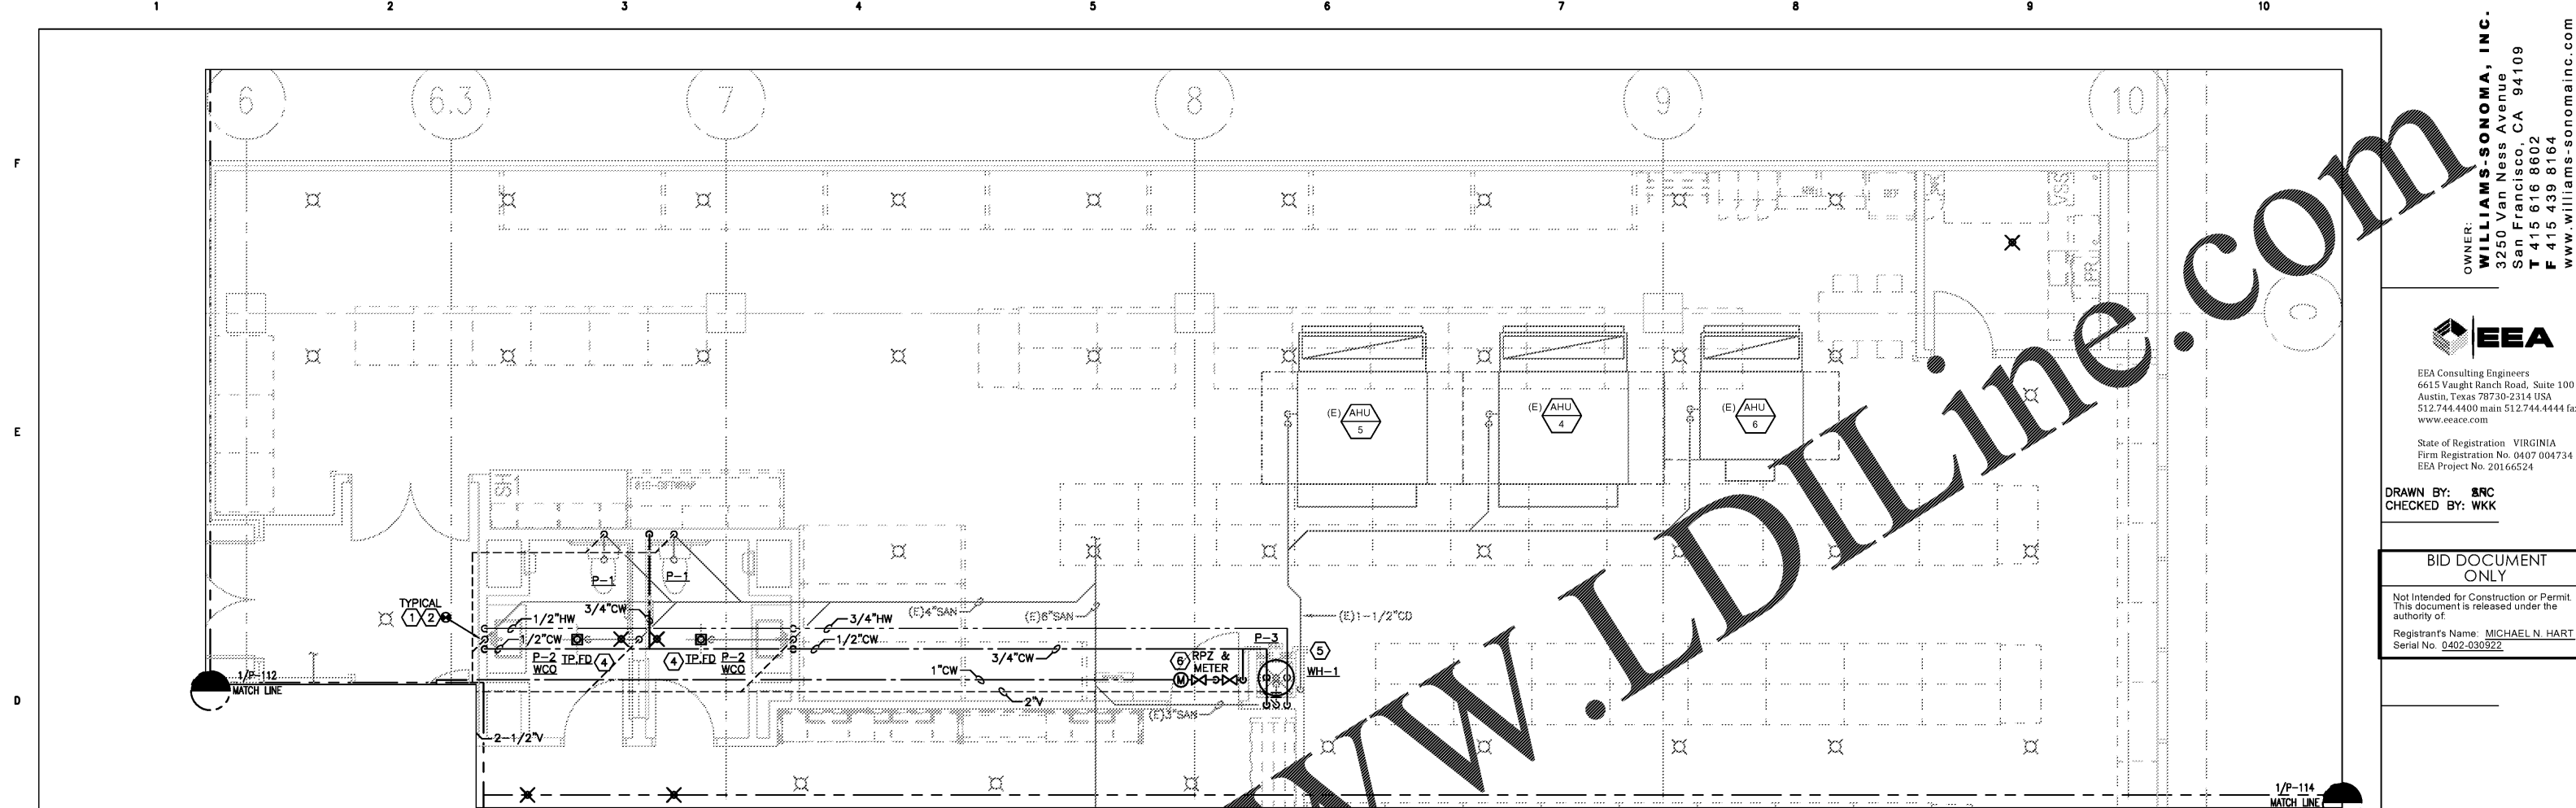 1 2 3 4 5 6 7 8 9 10
F
E
D
6 6.3 7 8 9 10
C
OWNER:
WILLIAMS-SONOMA, INC.
3250 Van Ness Avenue
San Francisco, CA 94109
T 415 616 8602
F 415 439 8164
www.williams-sonomainc.com
EEA
EEA Consulting Engineers
6615 Vaught Ranch Road, Suite 100
Austin, Texas 78730-2314 USA
512.744.4400 main 512.744.4444
www.eeace.com
State of Registration VIRGINIA
Firm Registration No. 0407 004734
EEA Project No. 20166524
DRAWN BY:
CHECKED BY: WKK
BID DOCUMENT
ONLY
Not Intended for Construction or Permit.
This document is released under the
authority of:
Registrant's Name: MICHAEL N. HART
Serial No. 0402-030922
(E) AHU
5
(E) AHU
4
(E) AHU
6
SH
VSS
PR.
P-1
P-1
TYPICAL
1 2
1/2"HW
3/4"CW
1/2"CW
3/4"HW
1/2"CW
(E)4"SAN
(E)6"SAN
(E)1-1/2"CD
P-2
WCO
TP,FD
4
4
TP,FD
P-2
WCO
3/4"CW
1"CW
2"V
(E)3"SAN
6
RPZ &
METER
M
P-3
5
WH-1
2-1/2"V
1/P-112
MATCH LINE
1/P-114
MATCH LINE
.LDILine.com